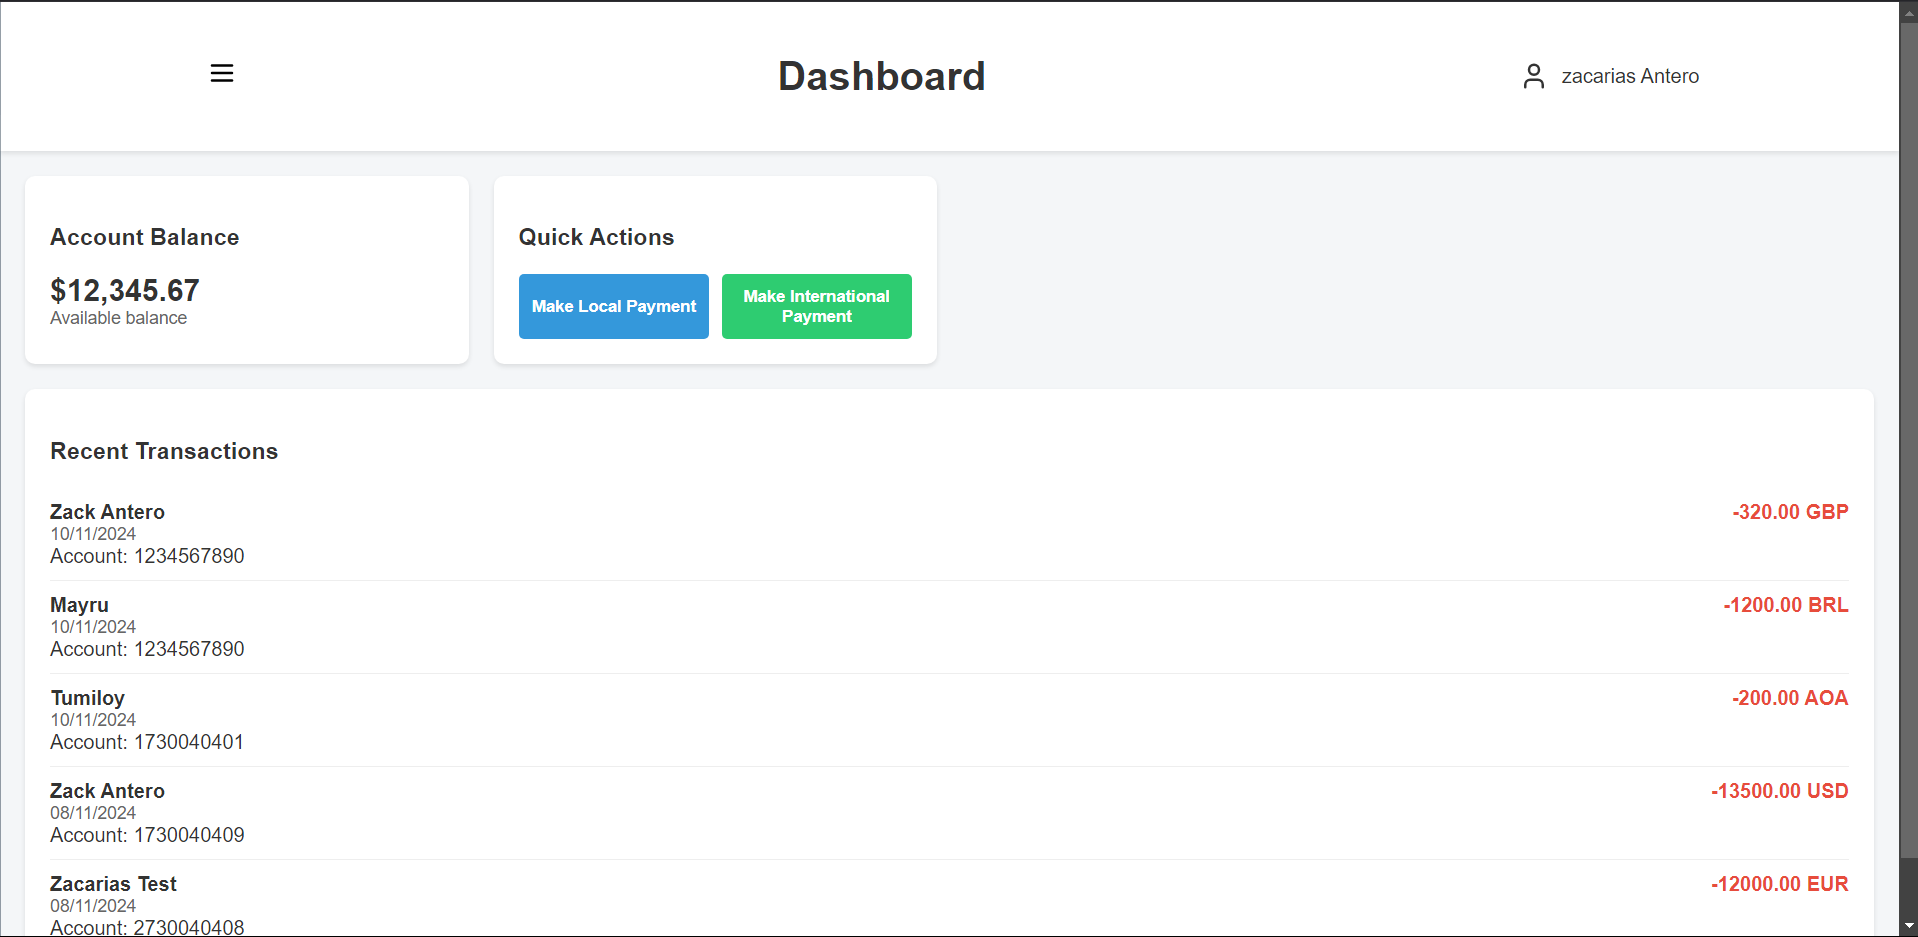 Dashboard
zacarias Antero
Account Balance
$12,345.67
Available balance
Quick Actions
Make Local Payment
Make International
Payment
Recent Transactions
Zack Antero
-320.00 GBP
10/11/2024
Account: 1234567890
Mayru
-1200.00 BRL
10/11/2024
Account: 1234567890
Tumiloy
-200.00 AOA
10/11/2024
Account: 1730040401
Zack Antero
-13500.00 USD
08/11/2024
Account: 1730040409
Zacarias Test
-12000.00 EUR
08/11/2024
Account: 2730040408